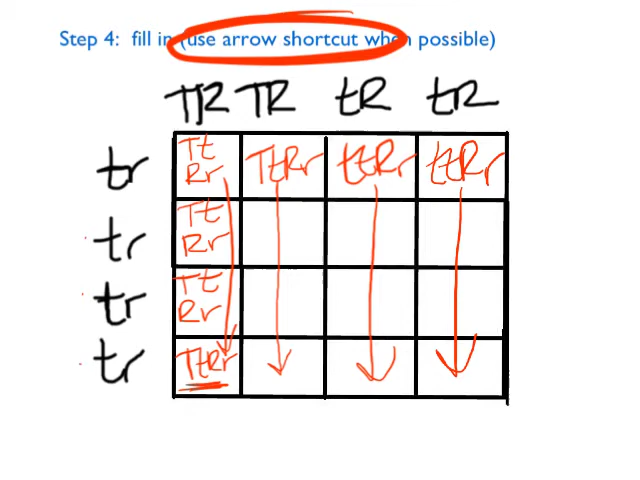 Step 4: fill in (use arrow shortcut when possible)
TR TR tR tR
tr Tt Rr TtRr ttRr ttRr
tr Tt Rr
tr Tt Rr
tr TtRr